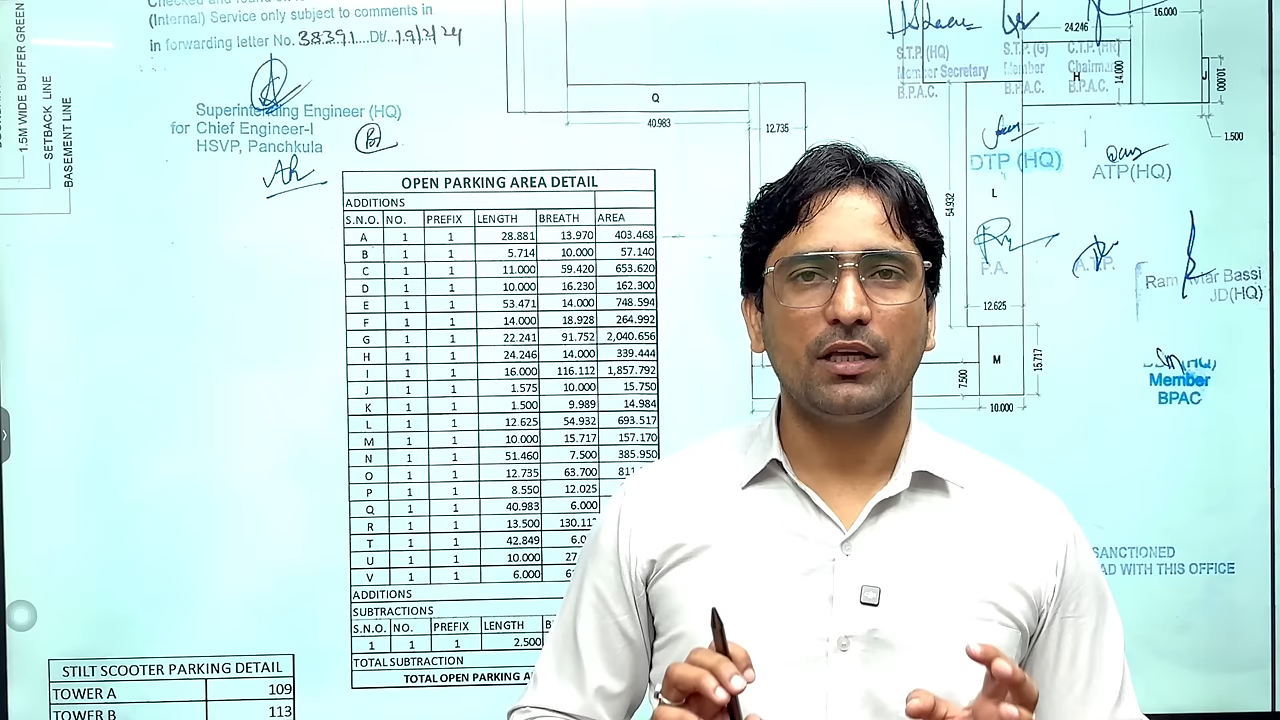 (Internal) Service only subject to comments in
in forwarding letter No. 38391 Dt/ 19/2/24
Superintending Engineer (HQ)
for Chief Engineer-I
HSVP, Panchkula
1.5M WIDE BUFFER GREEN
SETBACK LINE
BASEMENT LINE
Q
40.983
12.735
S.T.P. (HQ)
Member Secretary
B.P.A.C.
S.T.P. (G)
Member
B.P.A.C.
C.T.P. (HR)
Chairman
B.P.A.C.
24.246
16.000
H
14.000
J
10.000
1.500
DTP (HQ)
ATP(HQ)
L
54.932
P.A.
A.T.P.
Ram Avtar Bassi
JD(HQ)
12.625
M
15.717
7.500
10.000
(HQ)
Member
BPAC
SANCTIONED
AD WITH THIS OFFICE
OPEN PARKING AREA DETAIL
ADDITIONS
S.N.O. NO. PREFIX LENGTH BREATH AREA
A 1 1 28.881 13.970 403.468
B 1 1 5.714 10.000 57.140
C 1 1 11.000 59.420 653.620
D 1 1 10.000 16.230 162.300
E 1 1 53.471 14.000 748.594
F 1 1 14.000 18.928 264.992
G 1 1 22.241 91.752 2,040.656
H 1 1 24.246 14.000 339.444
I 1 1 16.000 116.112 1,857.792
J 1 1 1.575 10.000 15.750
K 1 1 1.500 9.989 14.984
L 1 1 12.625 54.932 693.517
M 1 1 10.000 15.717 157.170
N 1 1 51.460 7.500 385.950
O 1 1 12.735 63.700 811.
P 1 1 8.550 12.025
Q 1 1 40.983 6.000
R 1 1 13.500 130.11
T 1 1 42.849 6.0
U 1 1 10.000 27
V 1 1 6.000 6
ADDITIONS
SUBTRACTIONS
S.N.O. NO. PREFIX LENGTH B
1 1 1 2.500
TOTAL SUBTRACTION
TOTAL OPEN PARKING A
STILT SCOOTER PARKING DETAIL
TOWER A 109
TOWER B 113